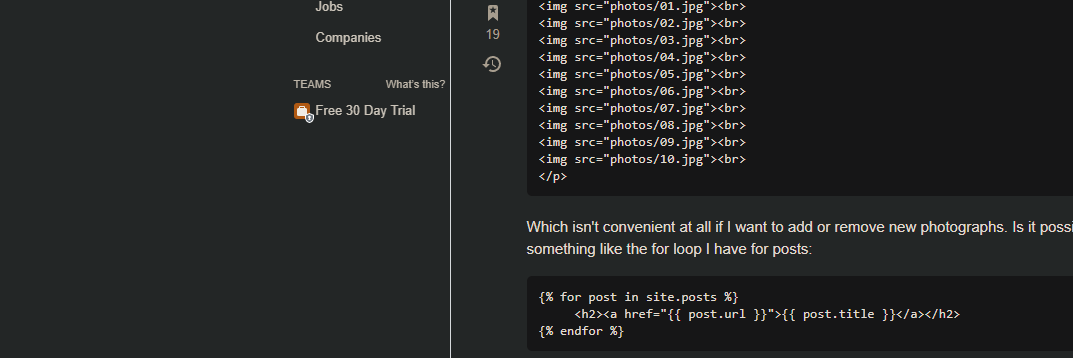 Jobs
Companies
TEAMS What's this?
Free 30 Day Trial
19
<img src="photos/01.jpg"><br>
<img src="photos/02.jpg"><br>
<img src="photos/03.jpg"><br>
<img src="photos/04.jpg"><br>
<img src="photos/05.jpg"><br>
<img src="photos/06.jpg"><br>
<img src="photos/07.jpg"><br>
<img src="photos/08.jpg"><br>
<img src="photos/09.jpg"><br>
<img src="photos/10.jpg"><br>
</p>
Which isn't convenient at all if I want to add or remove new photographs. Is it
something like the for loop I have for posts:
{% for post in site.posts %}
     <h2><a href="{{ post.url }}">{{ post.title }}</a></h2>
{% endfor %}